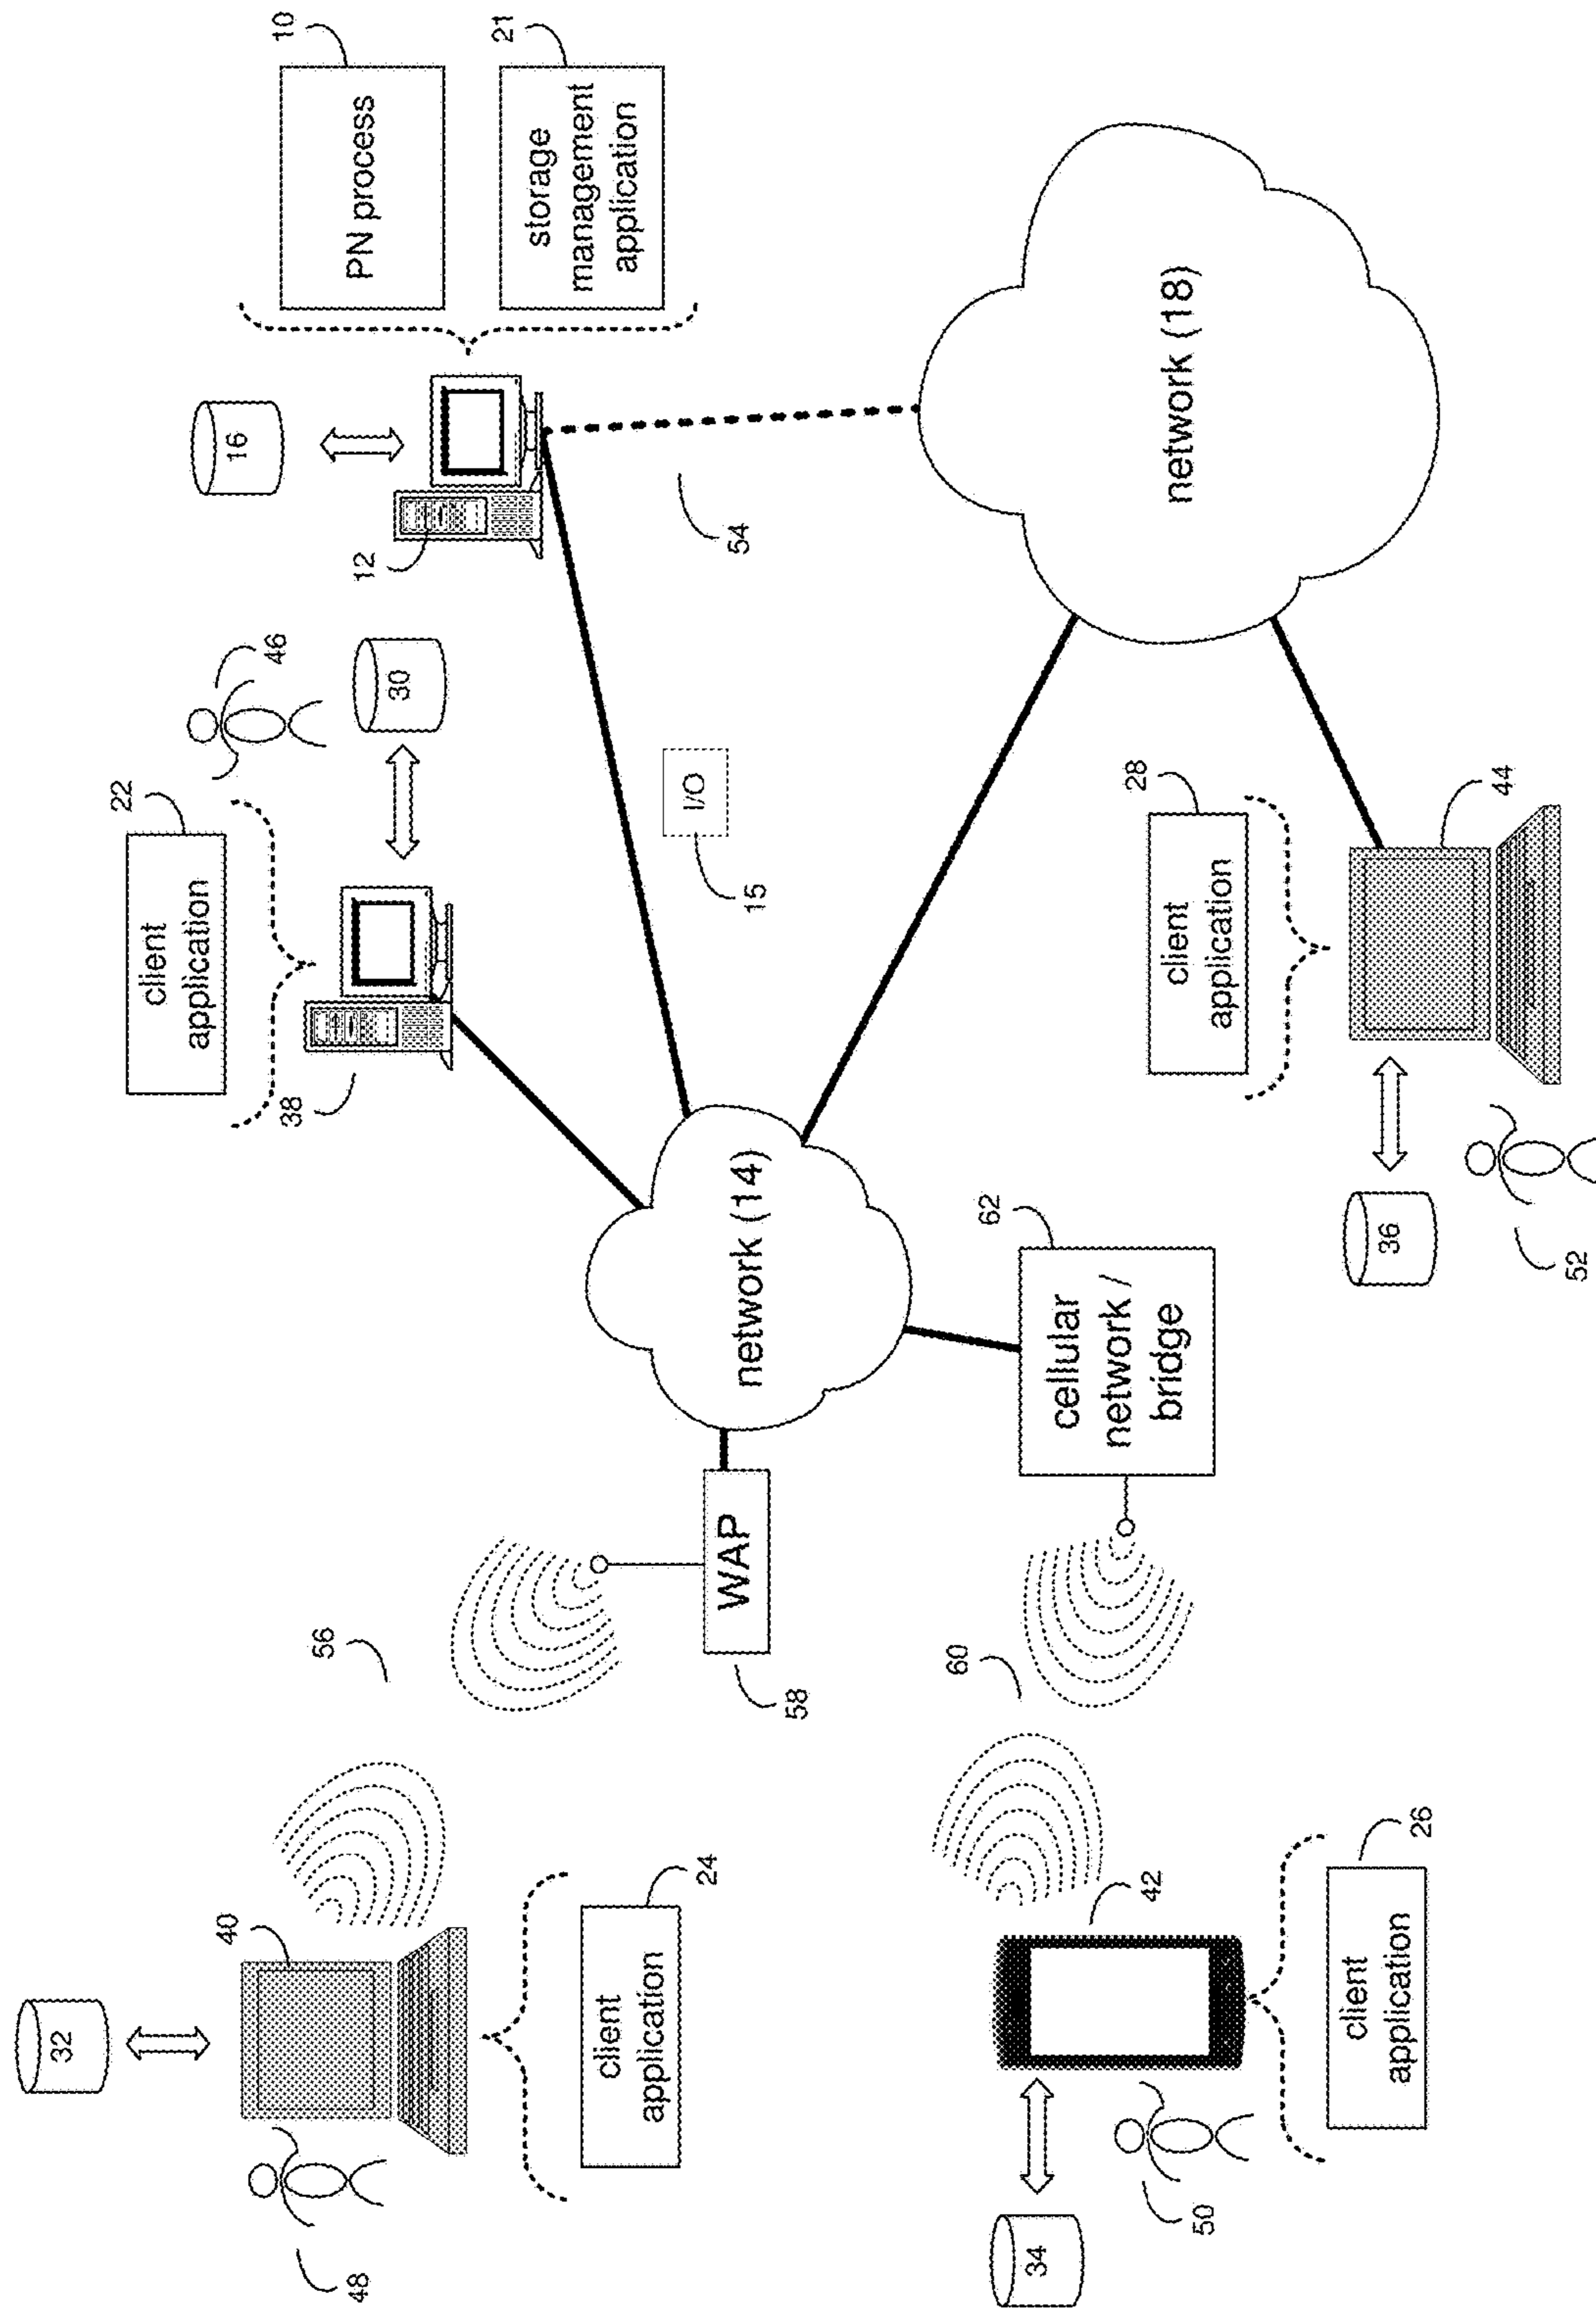 32
22
client
application
40
16
46
10
PN process
38
56
48
12
30
21
storage
management
application
client
application
24
I/O
15
54
WAP
58
network (14)
60
62
cellular
network /
bridge
34
42
28
client
application
network (18)
50
client
application
26
36
44
52